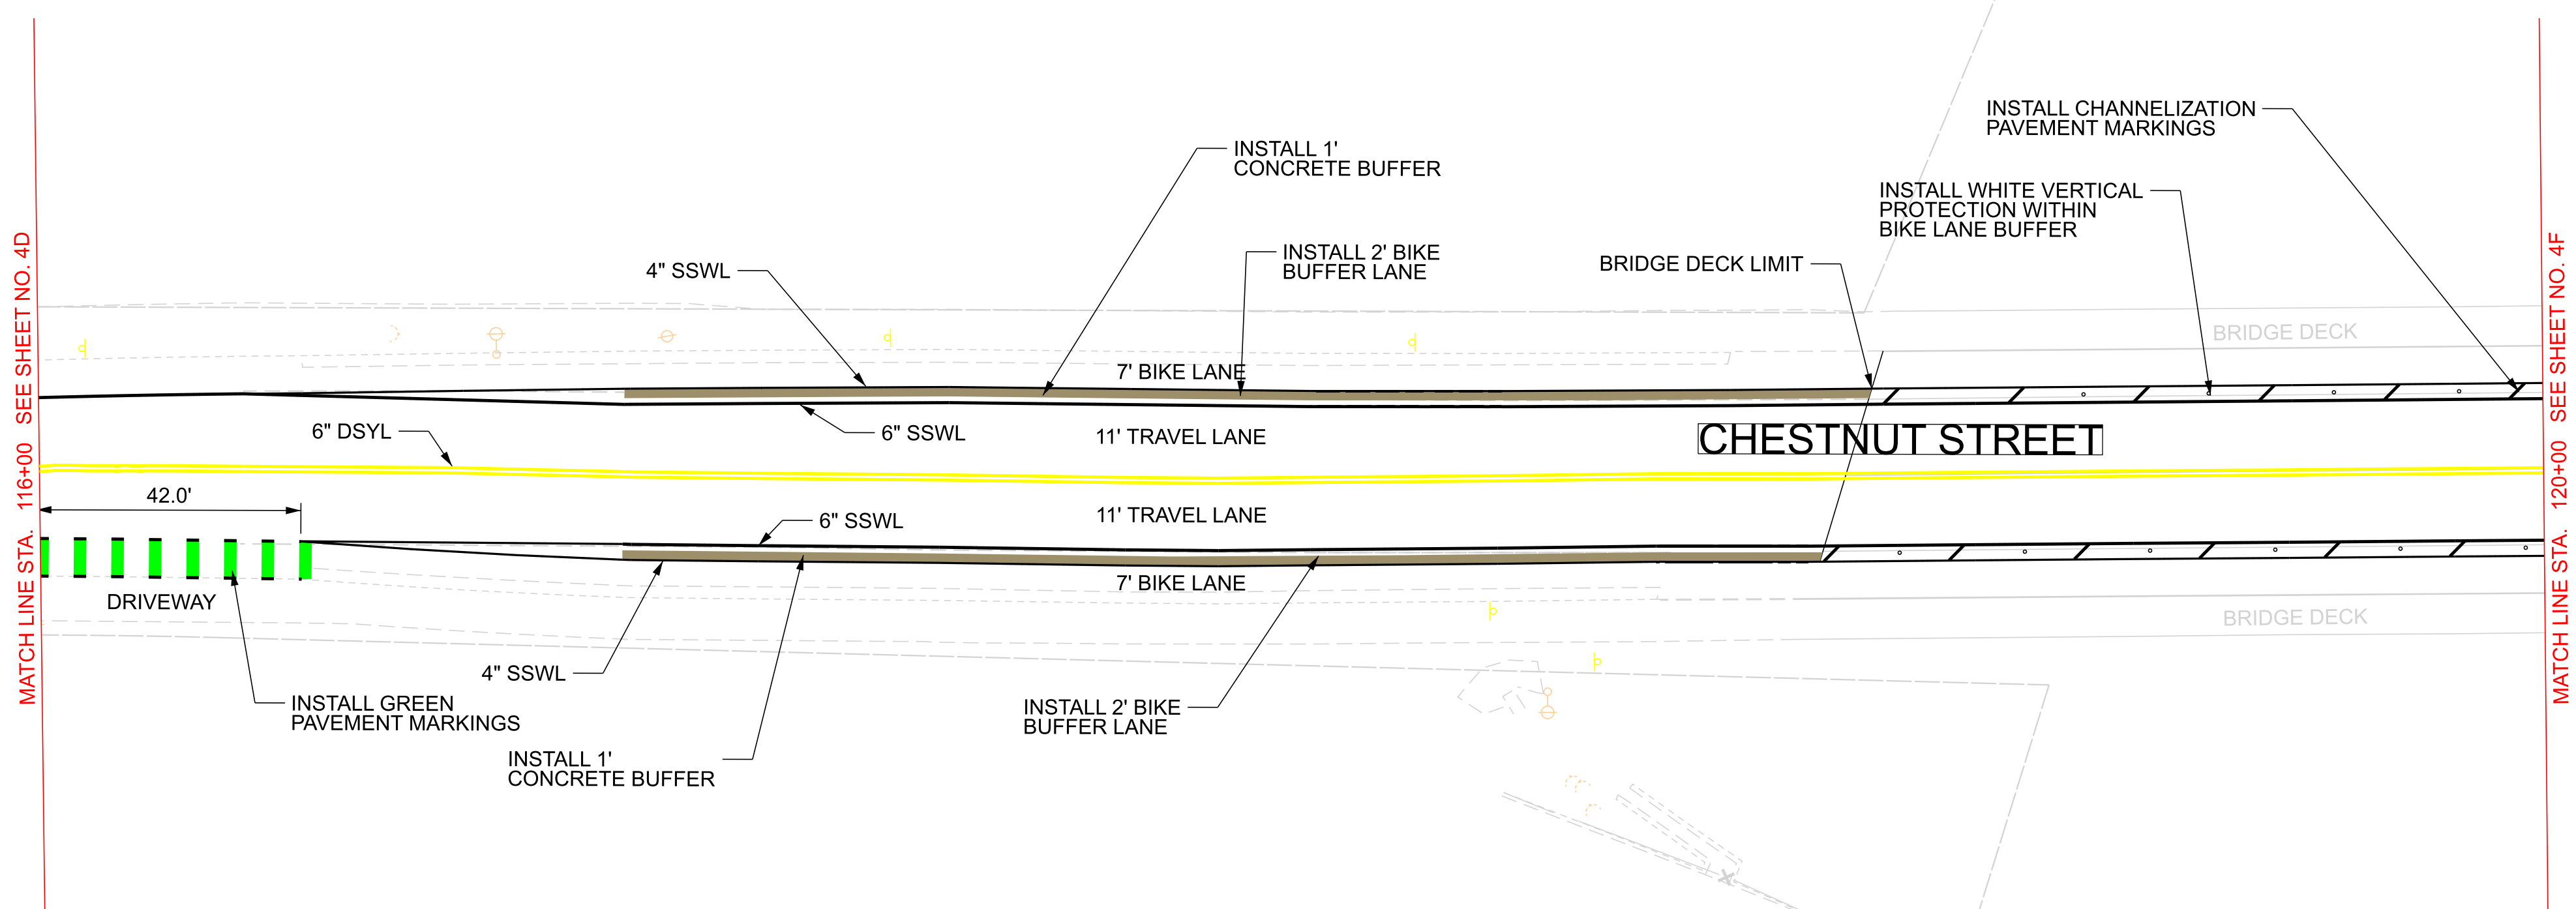 MATCH LINE STA. 116+00 SEE SHEET NO. 4D
INSTALL CHANNELIZATION
PAVEMENT MARKINGS
INSTALL 1'
CONCRETE BUFFER
INSTALL WHITE VERTICAL
PROTECTION WITHIN
BIKE LANE BUFFER
INSTALL 2' BIKE
BUFFER LANE
BRIDGE DECK LIMIT
4" SSWL
BRIDGE DECK
7' BIKE LANE
6" DSYL
6" SSWL
11' TRAVEL LANE
CHESTNUT STREET
42.0'
6" SSWL
11' TRAVEL LANE
7' BIKE LANE
DRIVEWAY
BRIDGE DECK
4" SSWL
INSTALL GREEN
PAVEMENT MARKINGS
INSTALL 2' BIKE
BUFFER LANE
INSTALL 1'
CONCRETE BUFFER
MATCH LINE STA. 120+00 SEE SHEET NO. 4F